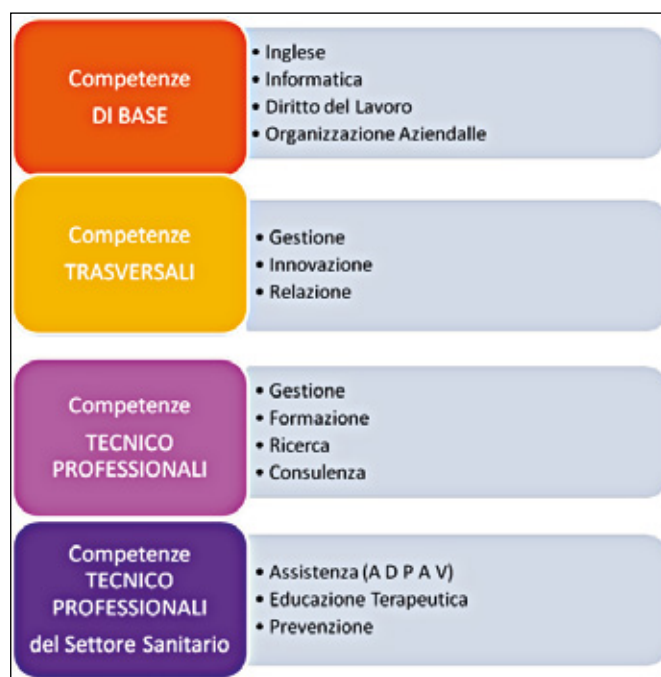 Competenze
DI BASE
• Inglese
• Informatica
• Diritto del Lavoro
• Organizzazione Aziendalle
Competenze
TRASVERSALI
• Gestione
• Innovazione
• Relazione
Competenze
TECNICO
PROFESSIONALI
• Gestione
• Formazione
• Ricerca
• Consulenza
Competenze
TECNICO
PROFESSIONALI
del Settore Sanitario
• Assistenza (A D P A V)
• Educazione Terapeutica
• Prevenzione